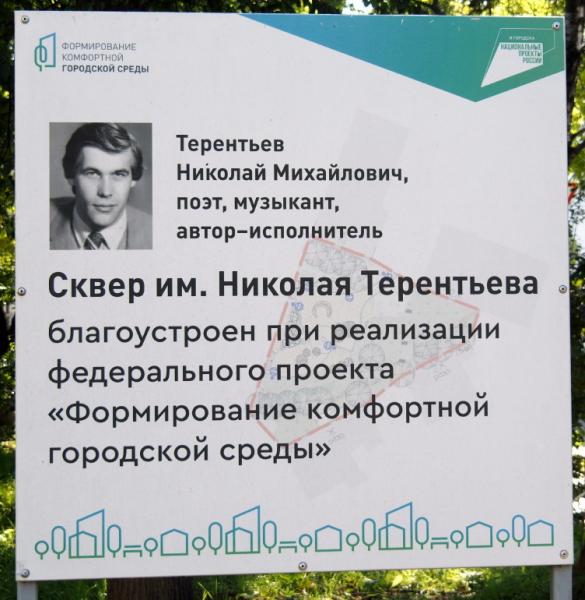 ФОРМИРОВАНИЕ
КОМФОРТНОЙ
ГОРОДСКОЙ СРЕДЫ
НАЦИОНАЛЬНЫЕ
ПРОЕКТЫ
РОССИИ
Терентьев
Николай Михайлович,
поэт, музыкант,
автор–исполнитель
Сквер им. Николая Терентьева
благоустроен при реализации
федерального проекта
«Формирование комфортной
городской среды»